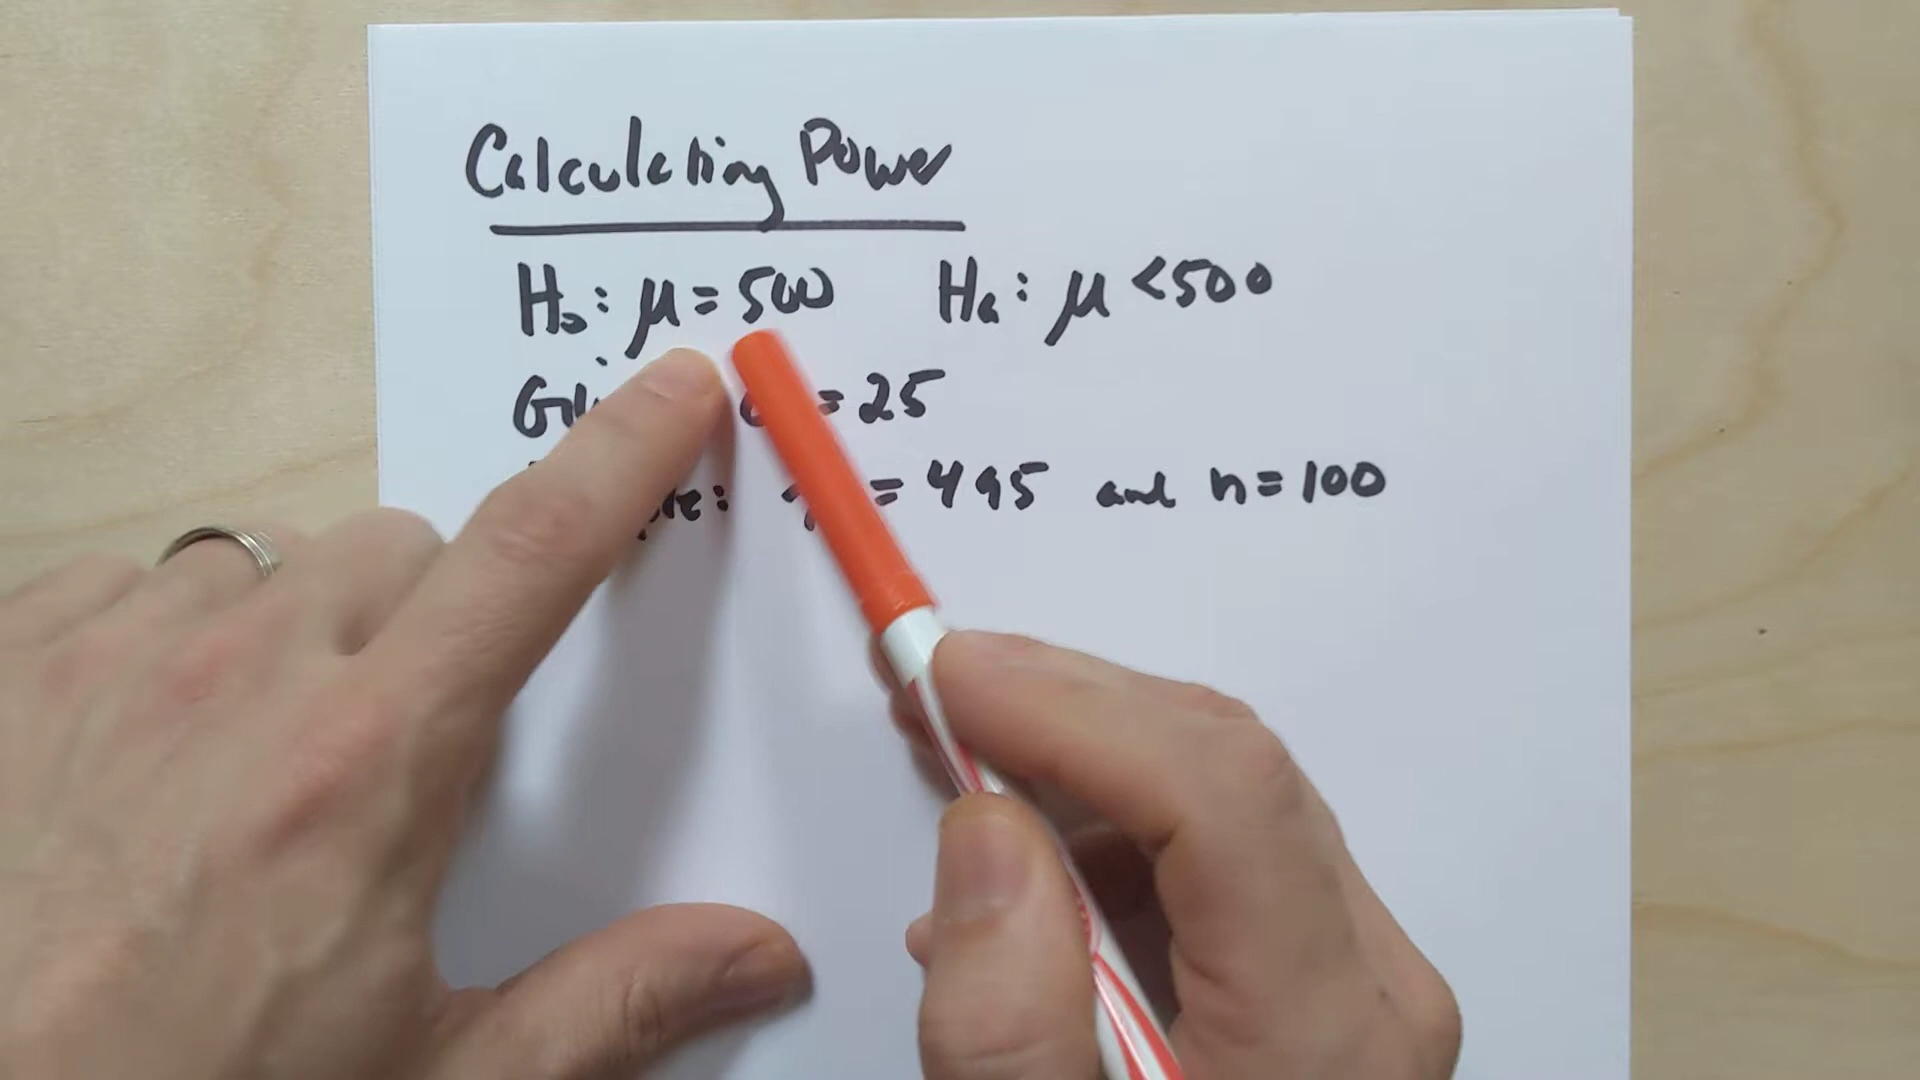 Calculating Power
H₀: μ = 500 Hₐ: μ < 500
= 25
= 495 and n = 100